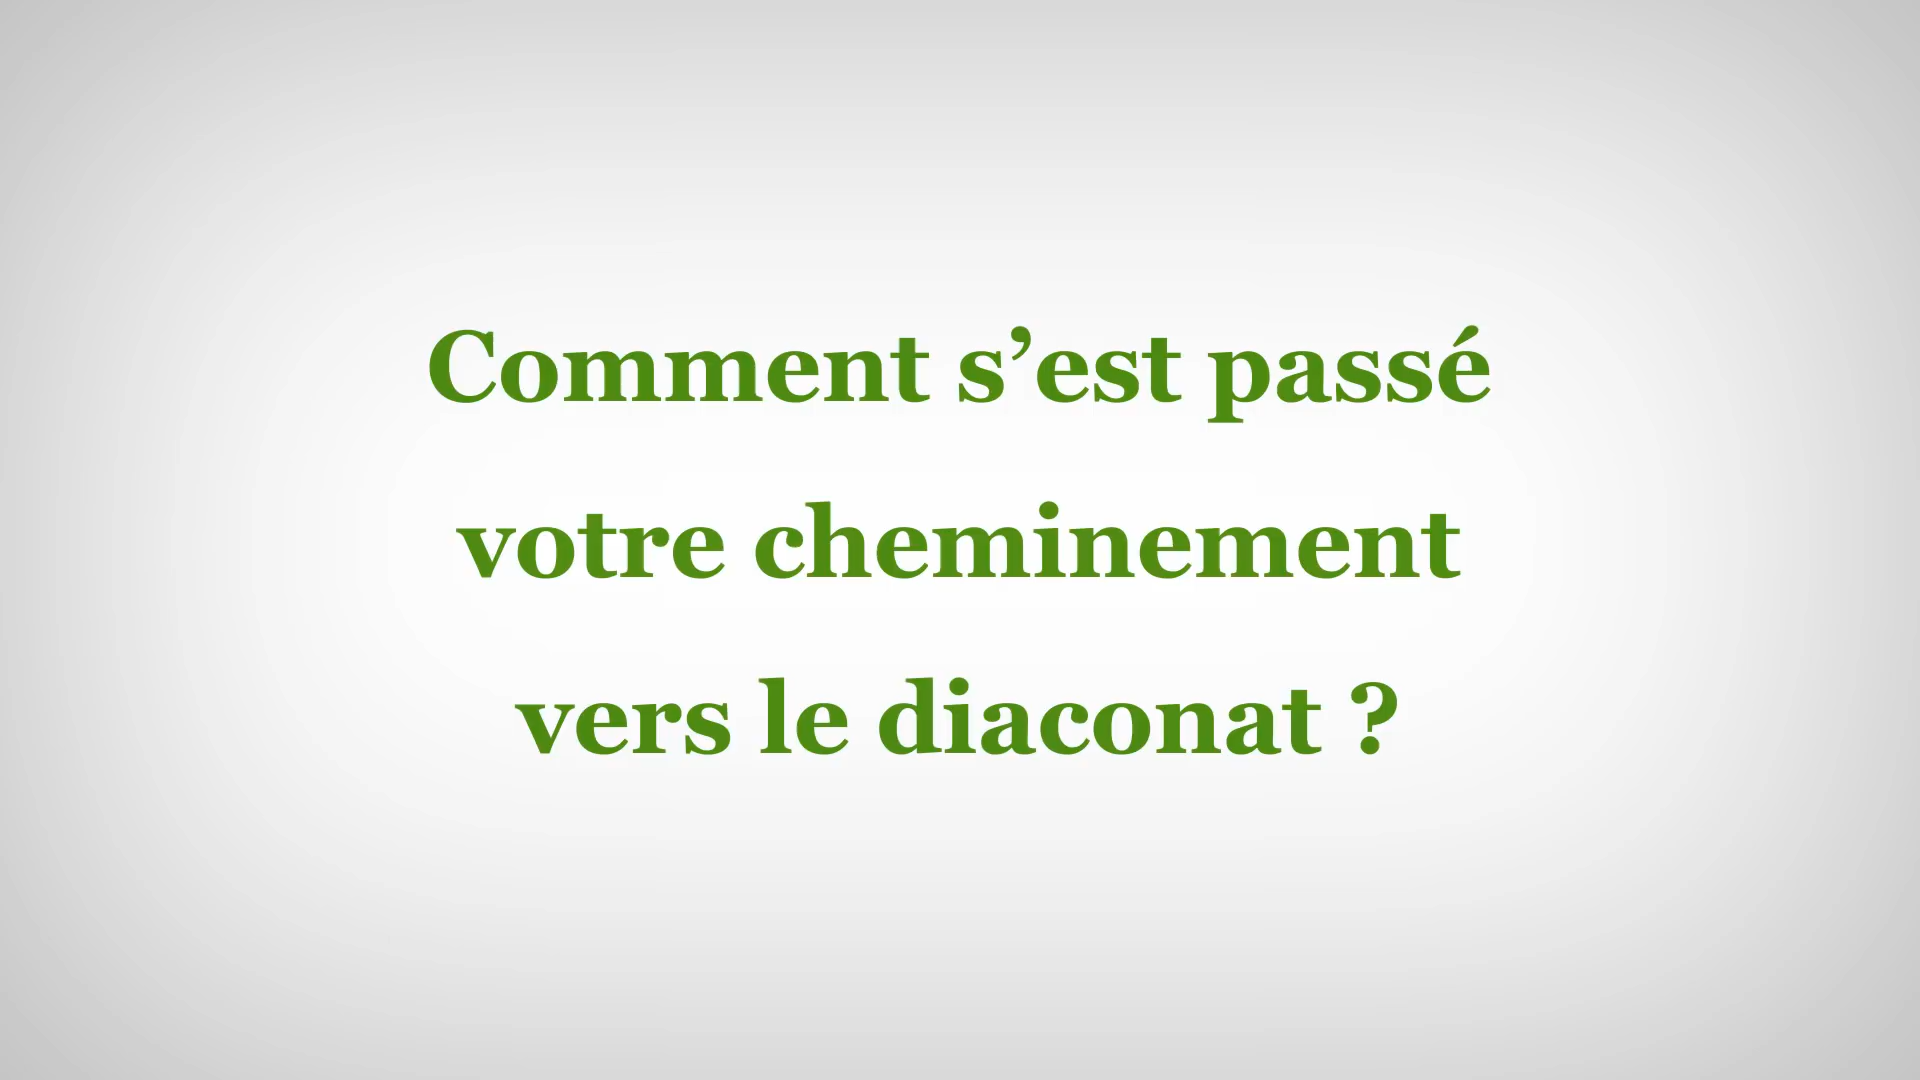 Comment s’est passé
votre cheminement
vers le diaconat ?